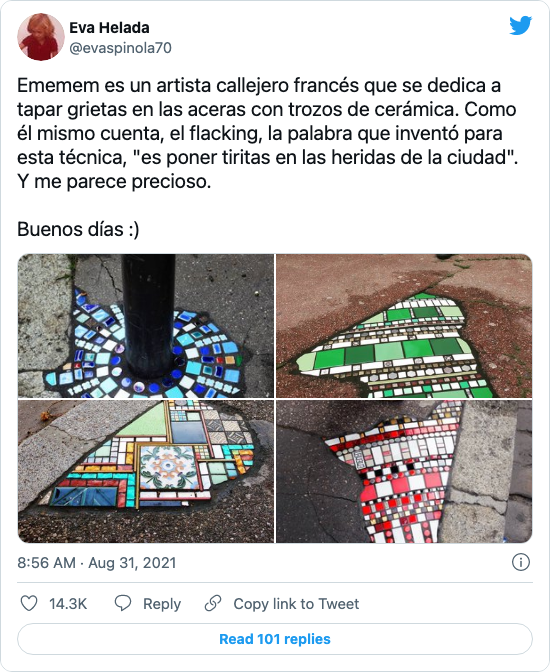 Eva Helada
@evaspinola70
Ememem es un artista callejero francés que se dedica a
tapar grietas en las aceras con trozos de cerámica. Como
él mismo cuenta, el flacking, la palabra que inventó para
esta técnica, "es poner tiritas en las heridas de la ciudad".
Y me parece precioso.
Buenos días :)
8:56 AM · Aug 31, 2021
14.3K Reply Copy link to Tweet
Read 101 replies